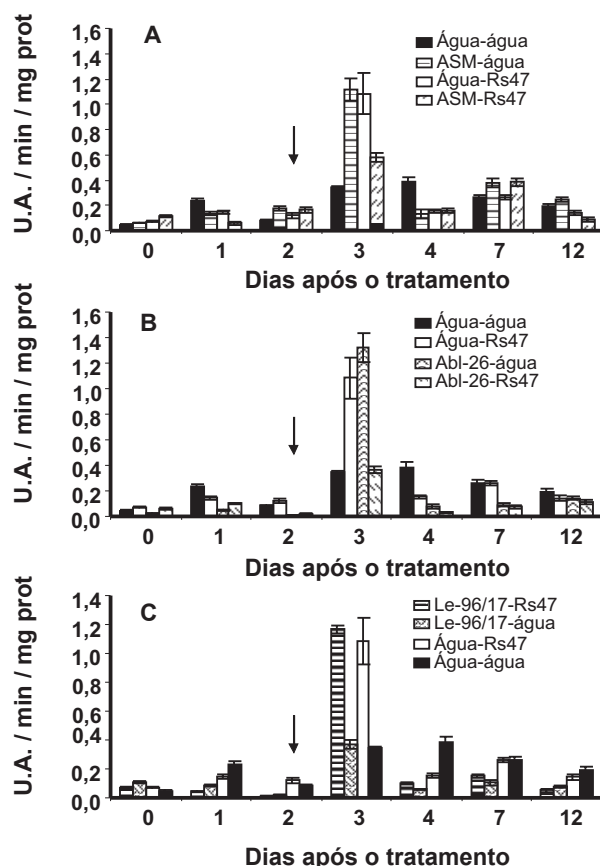 A
U.A. / min / mg prot
1,6
1,4
1,2
1,0
0,8
0,6
0,4
0,2
0,0
Água-água
ASM-água
Água-Rs47
ASM-Rs47
0 1 2 3 4 7 12
Dias após o tratamento
B
U.A. / min / mg prot
1,6
1,4
1,2
1,0
0,8
0,6
0,4
0,2
0,0
Água-água
Água-Rs47
Abl-26-água
Abl-26-Rs47
0 1 2 3 4 7 12
Dias após o tratamento
C
U.A. / min / mg prot
1,4
1,2
1,0
0,8
0,6
0,4
0,2
0,0
Le-96/17-Rs47
Le-96/17-água
Água-Rs47
Água-água
0 1 2 3 4 7 12
Dias após o tratamento